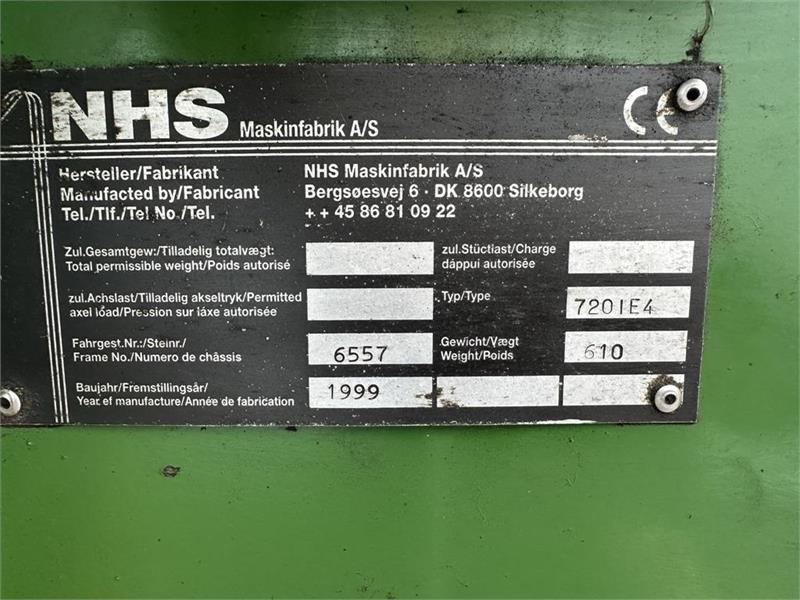 NHS Maskinfabrik A/S CE
Hersteller/Fabrikant NHS Maskinfabrik A/S
Manufacted by/Fabricant Bergsøesvej 6 · DK 8600 Silkeborg
Tel./Tlf./Tel No./Tel. + + 45 86 81 09 22
Zul.Gesamtgew:/Tilladelig totalvægt: zul.Stüctlast/Charge
Total permissible weight/Poids autorisé dáppui autorisée
zul.Achslast/Tilladelig akseltryk/Permitted Typ/Type 720IE4
axel load/Pression sur láxe autorisée
Fahrgest.Nr.:/Steinr./ 6557 Gewicht/Vægt 610
Frame No./Numero de châssis Weight/Poids
Baujahr/Fremstillingsår/ 1999
Year of manufacture/Année de fabrication